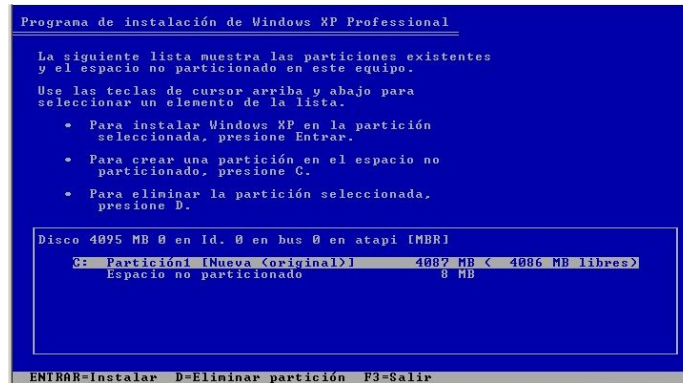 Programa de instalación de Windows XP Professional
La siguiente lista muestra las particiones existentes
y el espacio no particionado en este equipo.
Use las teclas de cursor arriba y abajo para
seleccionar un elemento de la lista.
• Para instalar Windows XP en la partición
seleccionada, presione Entrar.
• Para crear una partición en el espacio no
particionado, presione C.
• Para eliminar la partición seleccionada,
presione D.
Disco 4095 MB 0 en Id. 0 en bus 0 en atapi [MBR]
C: Partición1 [Nueva (original)] 4087 MB ( 4086 MB libres)
Espacio no particionado 8 MB
ENTRAR=Instalar D=Eliminar partición F3=Salir